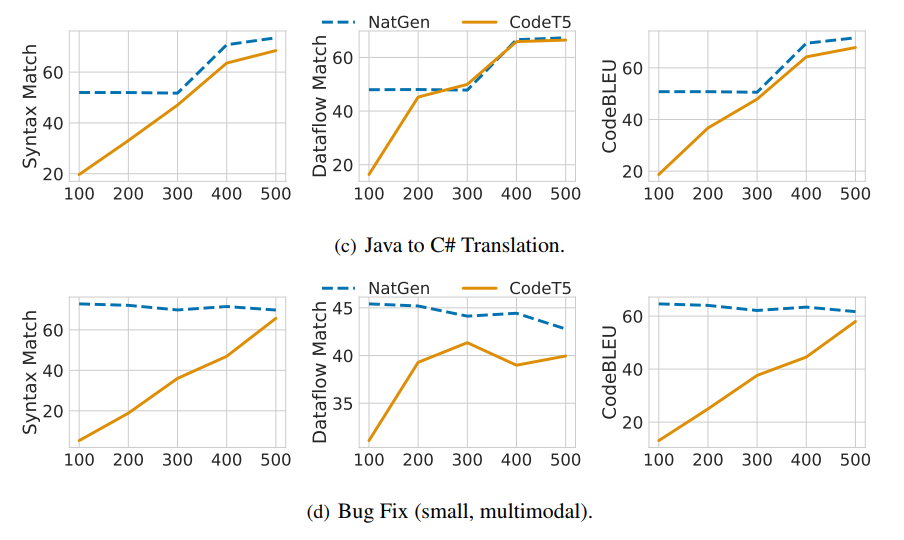 NatGen CodeT5
Syntax Match
60
40
20
100 200 300 400 500
Dataflow Match
60
40
20
100 200 300 400 500
CodeBLEU
60
40
20
100 200 300 400 500
(c) Java to C# Translation.
NatGen CodeT5
Syntax Match
60
40
20
100 200 300 400 500
Dataflow Match
45
40
35
100 200 300 400 500
CodeBLEU
60
40
20
100 200 300 400 500
(d) Bug Fix (small, multimodal).